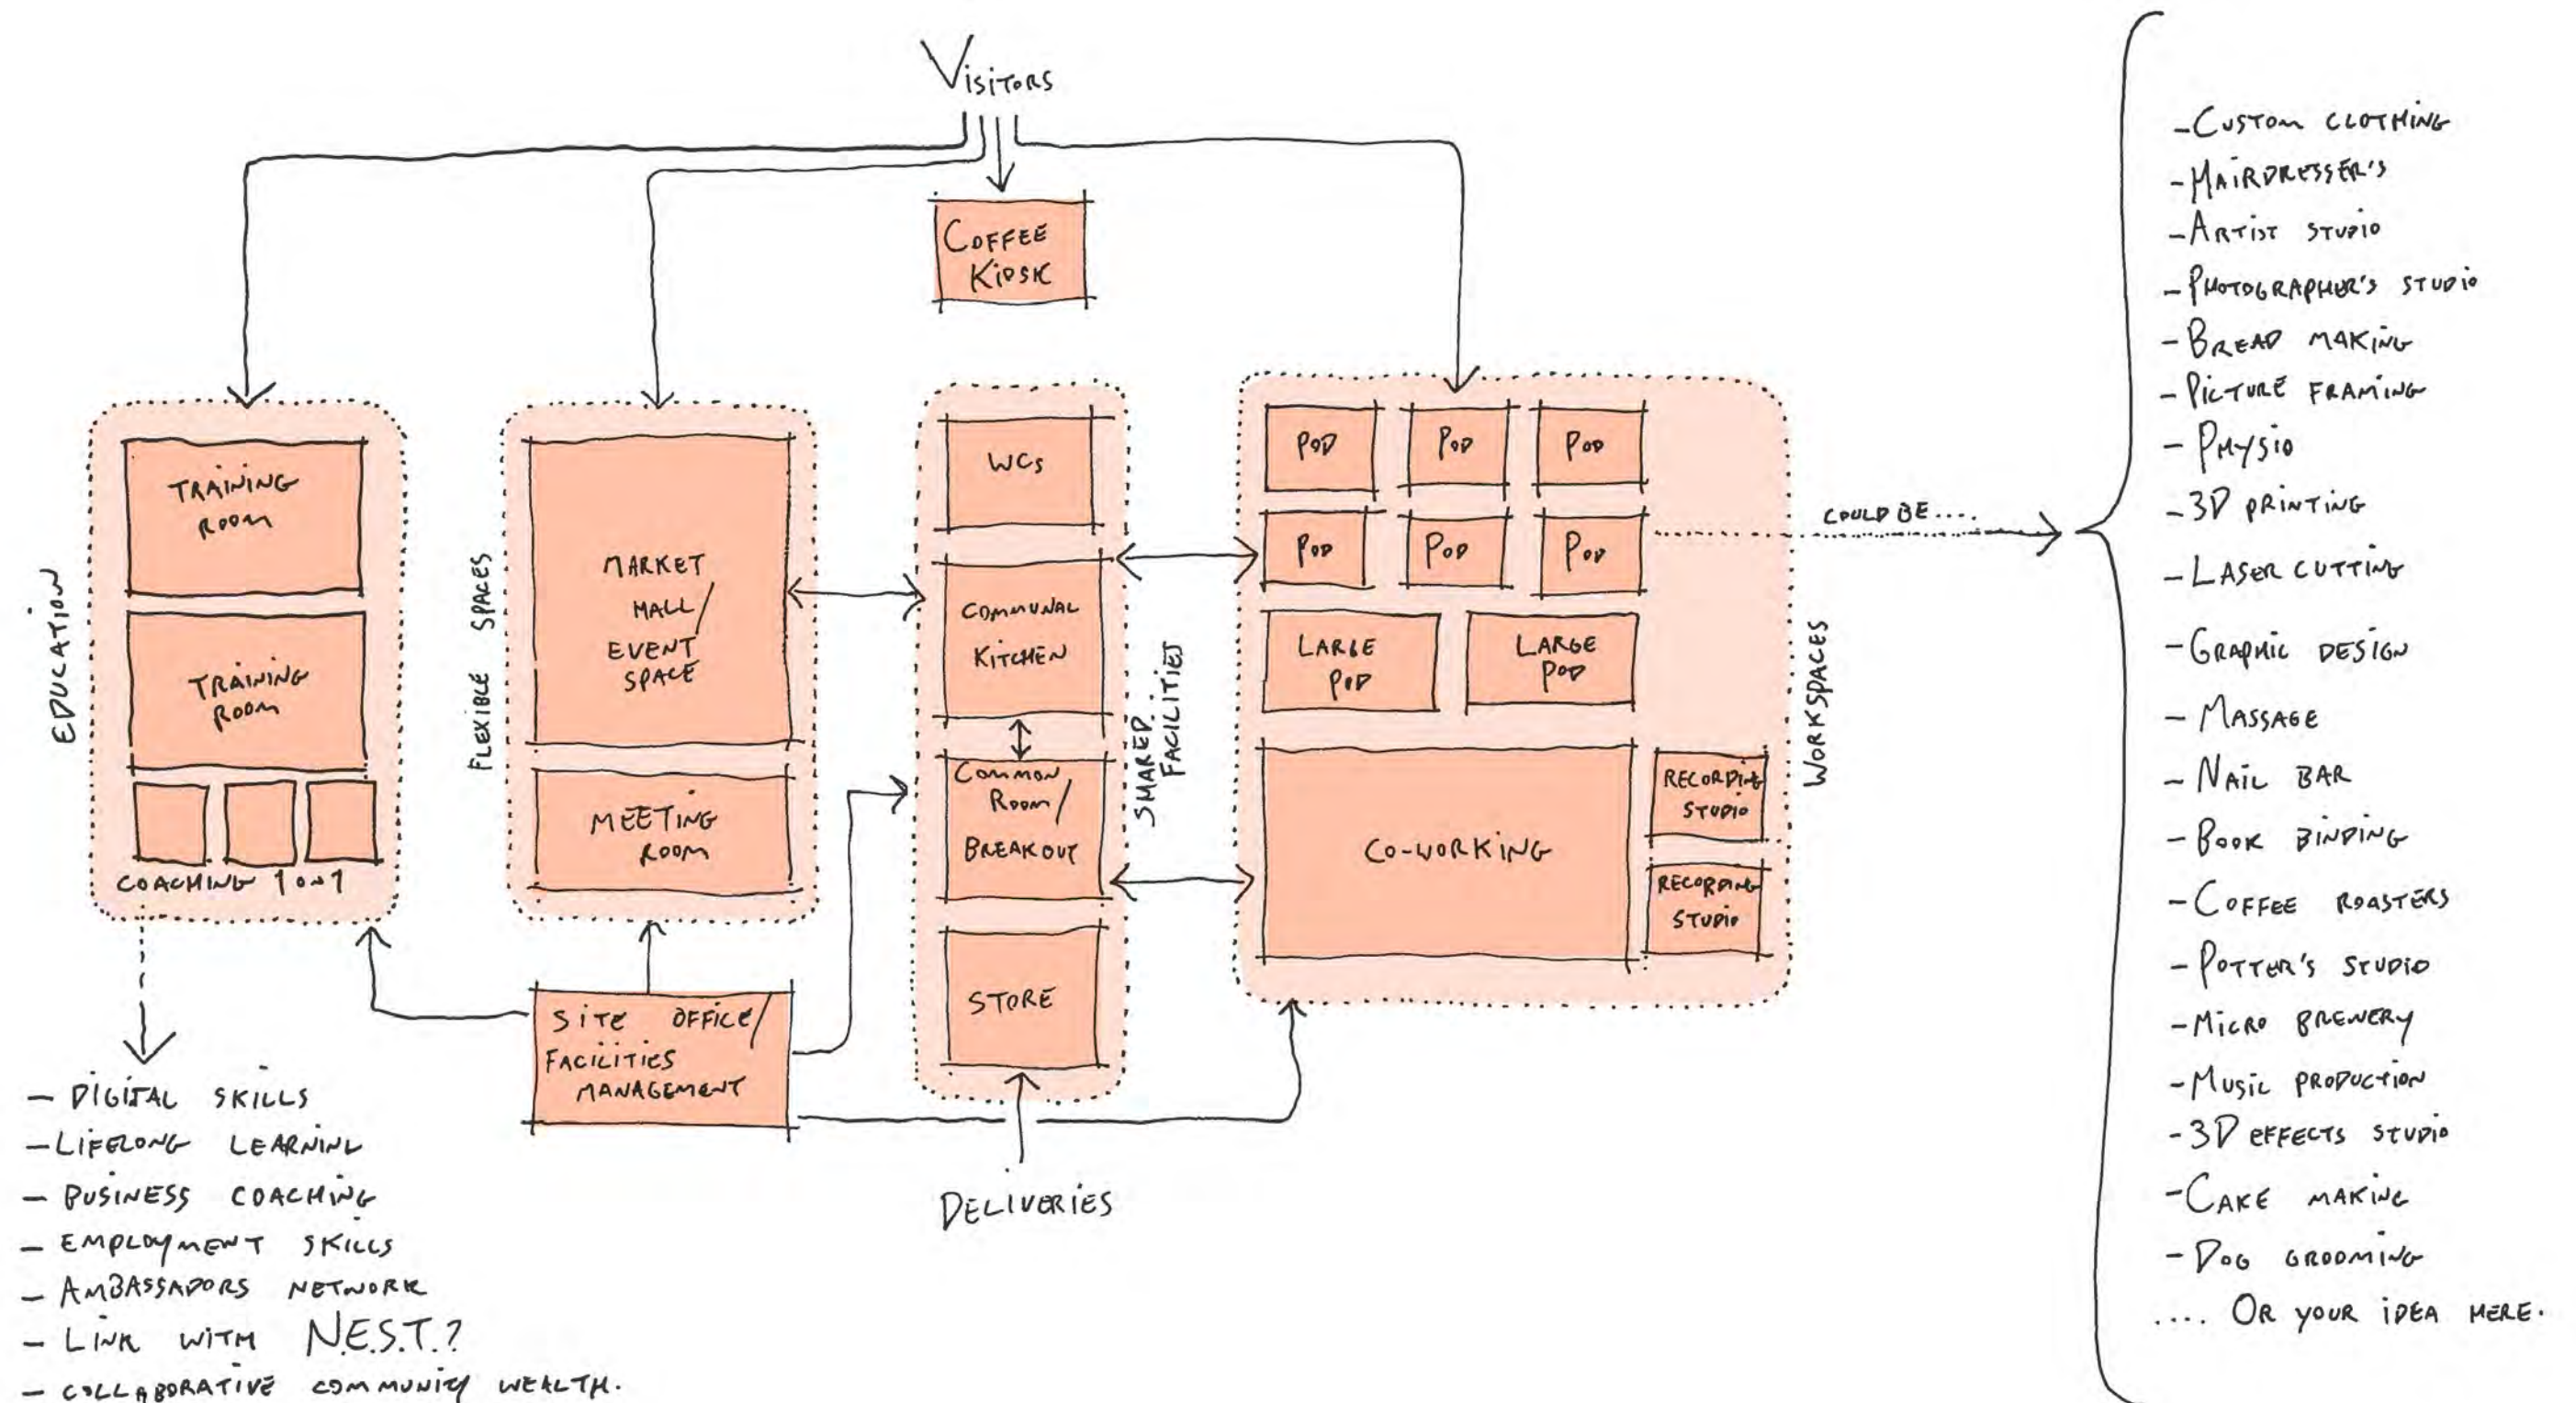 Visitors
COFFEE
KIOSK
EDUCATION
TRAINING
ROOM
TRAINING
ROOM
COACHING 1 on 1
FLEXIBLE SPACES
MARKET
HALL/
EVENT
SPACE
MEETING
ROOM
WCs
COMMUNAL
KITCHEN
COMMON
ROOM/
BREAKOUT
STORE
SHARED
FACILITIES
POD
POD
POD
POD
POD
POD
LARGE
POD
LARGE
POD
CO-WORKING
RECORDING
STUDIO
RECORDING
STUDIO
WORKSPACES
COULD BE....
SITE OFFICE/
FACILITIES
MANAGEMENT
DELIVERIES
- DIGITAL SKILLS
- LIFELONG LEARNING
- BUSINESS COACHING
- EMPLOYMENT SKILLS
- AMBASSADORS NETWORK
- LINK WITH N.E.S.T.?
- COLLABORATIVE COMMUNITY WEALTH.
- CUSTOM CLOTHING
- HAIRDRESSER'S
- ARTIST STUDIO
- PHOTOGRAPHER'S STUDIO
- BREAD MAKING
- PICTURE FRAMING
- PHYSIO
- 3D PRINTING
- LASER CUTTING
- GRAPHIC DESIGN
- MASSAGE
- NAIL BAR
- BOOK BINDING
- COFFEE ROASTERS
- POTTER'S STUDIO
- MICRO BREWERY
- MUSIC PRODUCTION
- 3D EFFECTS STUDIO
- CAKE MAKING
- DOG GROOMING
.... OR YOUR IDEA HERE.